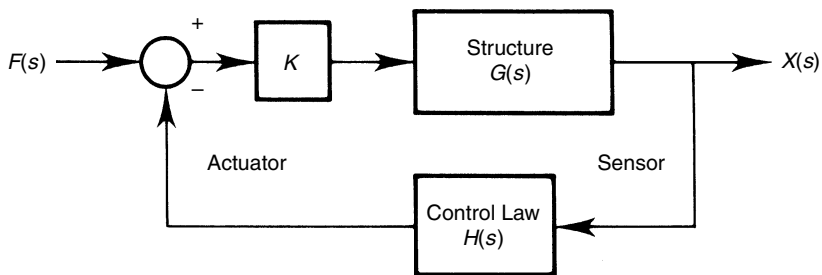 +
F(s)
K
Structure
G(s)
X(s)
−
Actuator
Sensor
Control Law
H(s)